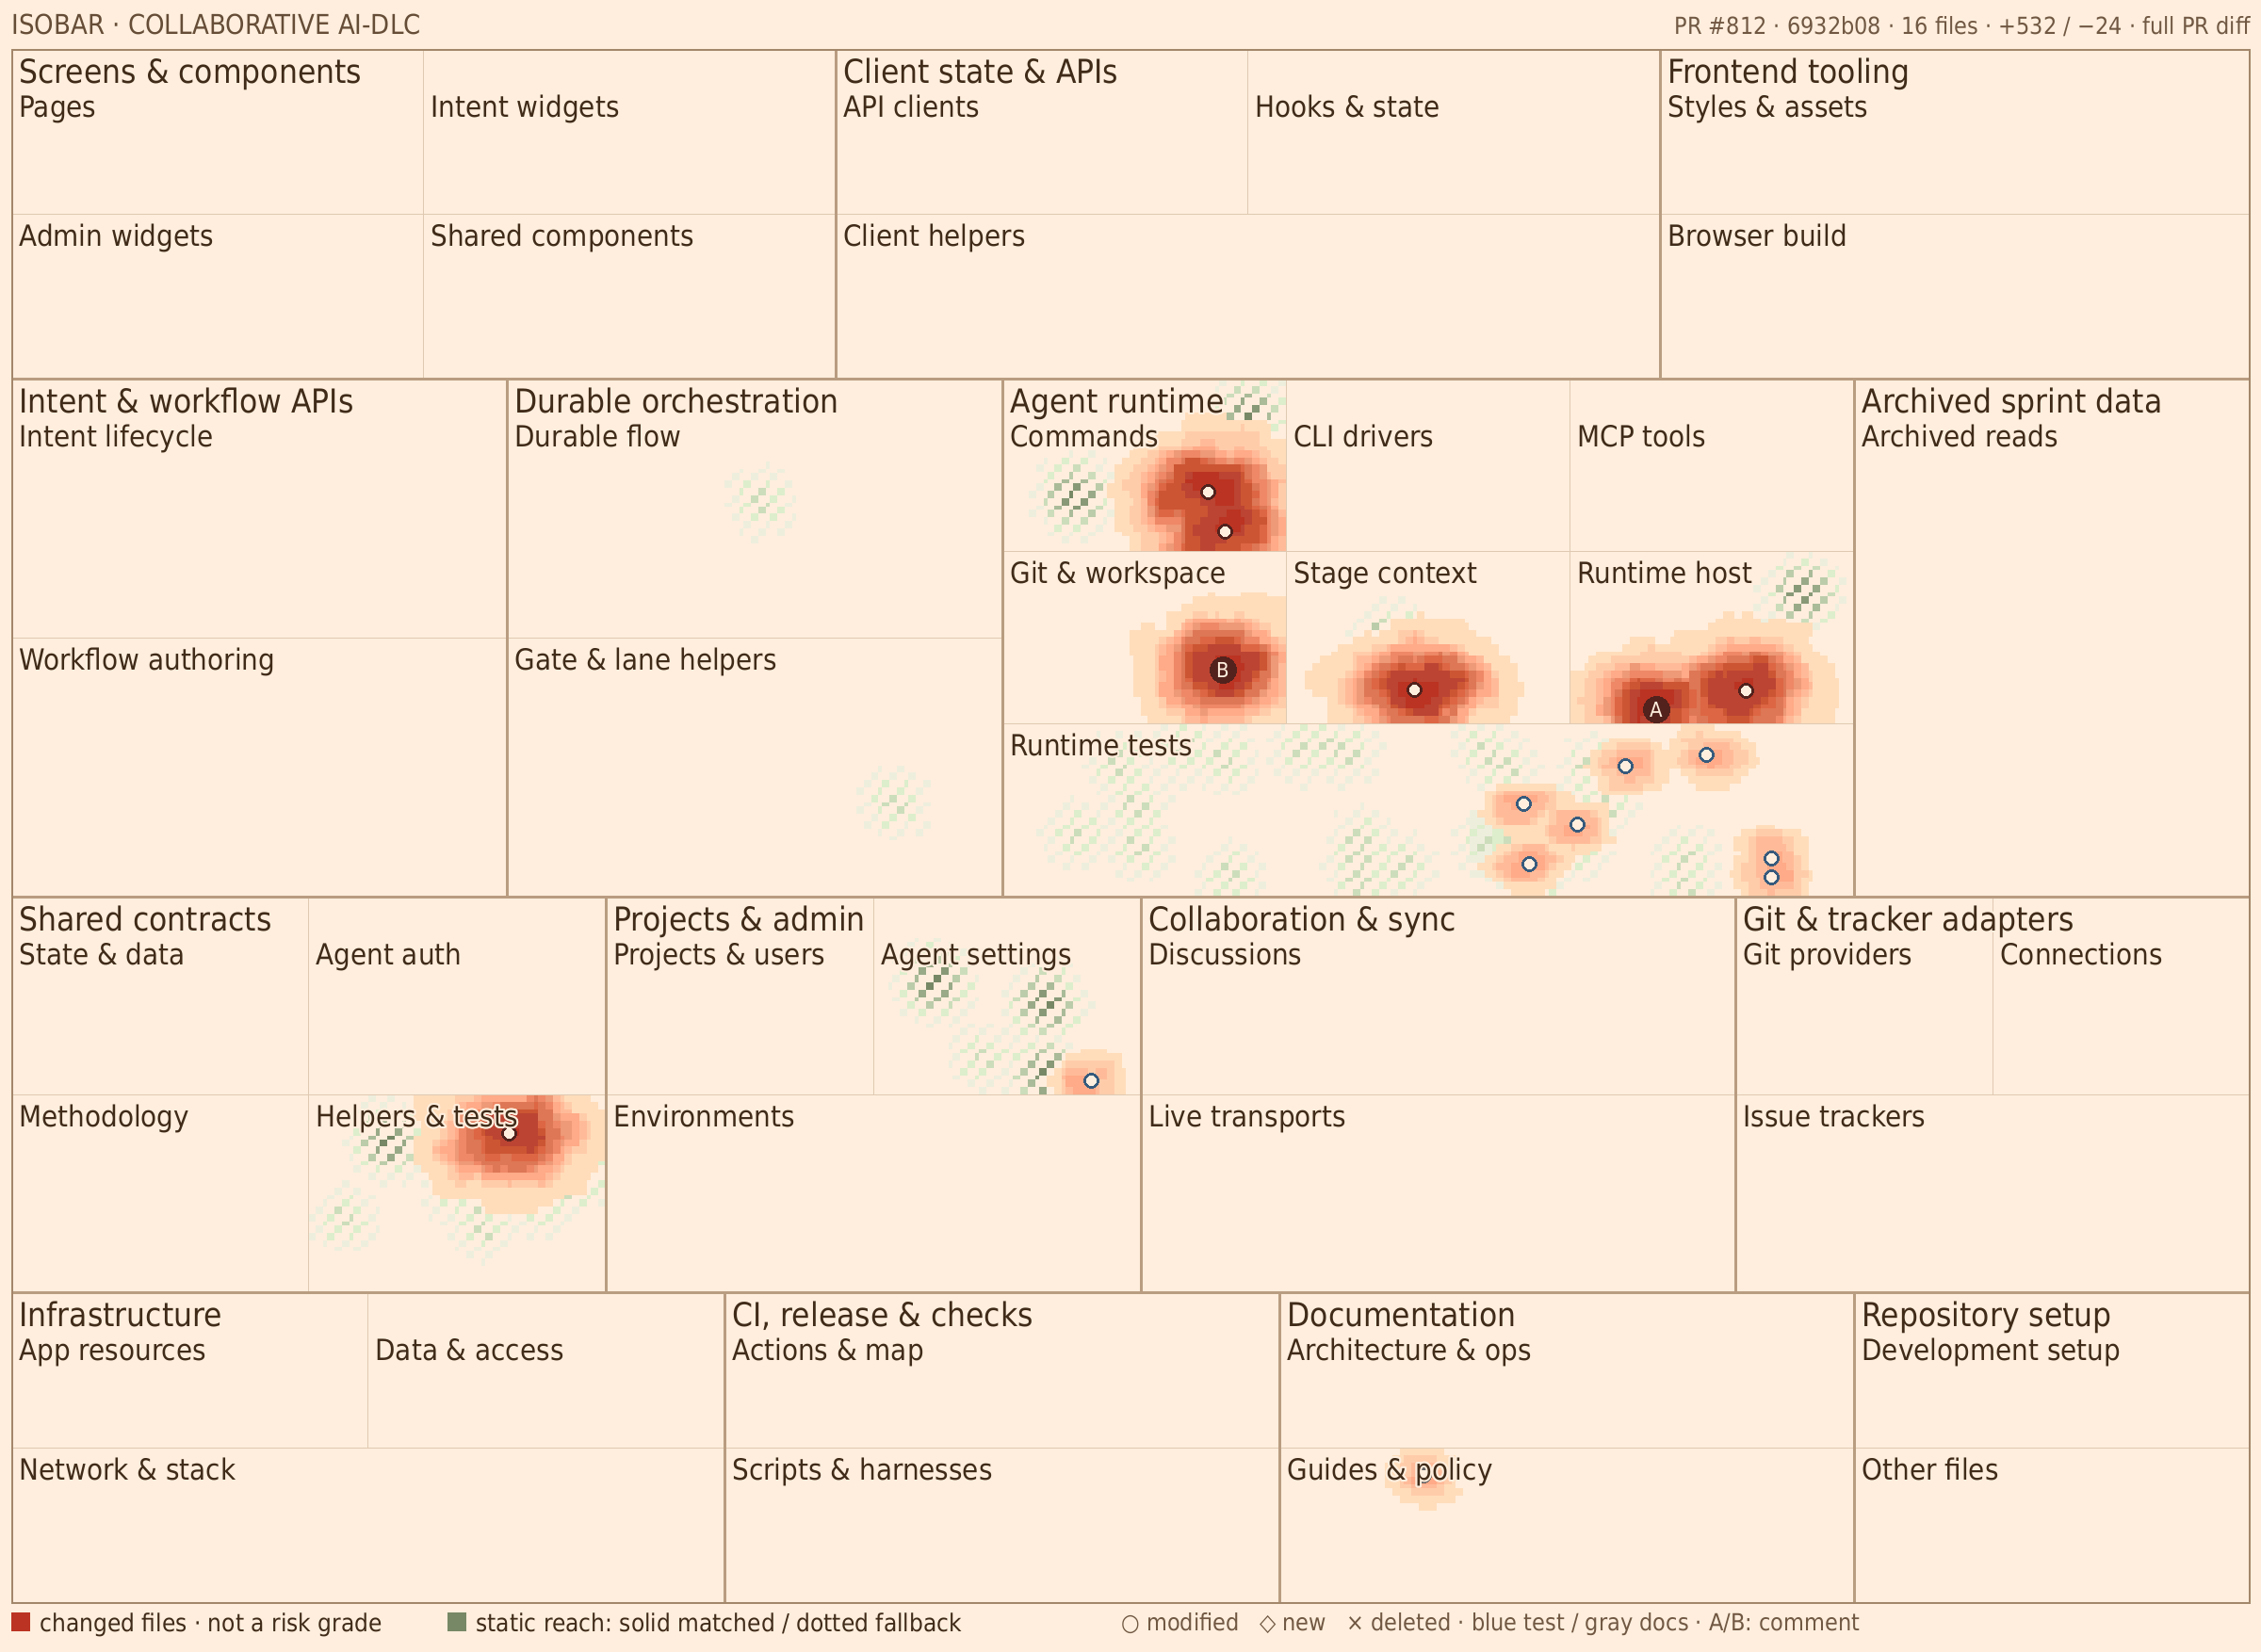 ISOBAR · COLLABORATIVE AI-DLC
PR #812 · 6932b08 · 16 files · +532 / −24 · full PR diff
Screens & components
Pages
Intent widgets
Client state & APIs
API clients
Hooks & state
Frontend tooling
Styles & assets
Admin widgets
Shared components
Client helpers
Browser build
Intent & workflow APIs
Intent lifecycle
Durable orchestration
Durable flow
Agent runtime
Commands
CLI drivers
MCP tools
Archived sprint data
Archived reads
Git & workspace
Stage context
Runtime host
B
A
Workflow authoring
Gate & lane helpers
Runtime tests
Shared contracts
State & data
Agent auth
Projects & admin
Projects & users
Agent settings
Collaboration & sync
Discussions
Git & tracker adapters
Git providers
Connections
Methodology
Helpers & tests
Environments
Live transports
Issue trackers
Infrastructure
App resources
Data & access
CI, release & checks
Actions & map
Documentation
Architecture & ops
Repository setup
Development setup
Network & stack
Scripts & harnesses
Guides & policy
Other files
changed files · not a risk grade
static reach: solid matched / dotted fallback
○ modified ◇ new × deleted · blue test / gray docs · A/B: comment